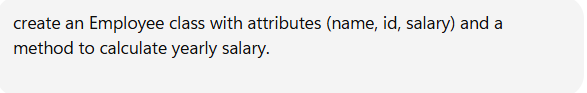 create an Employee class with attributes (name, id, salary) and a
method to calculate yearly salary.